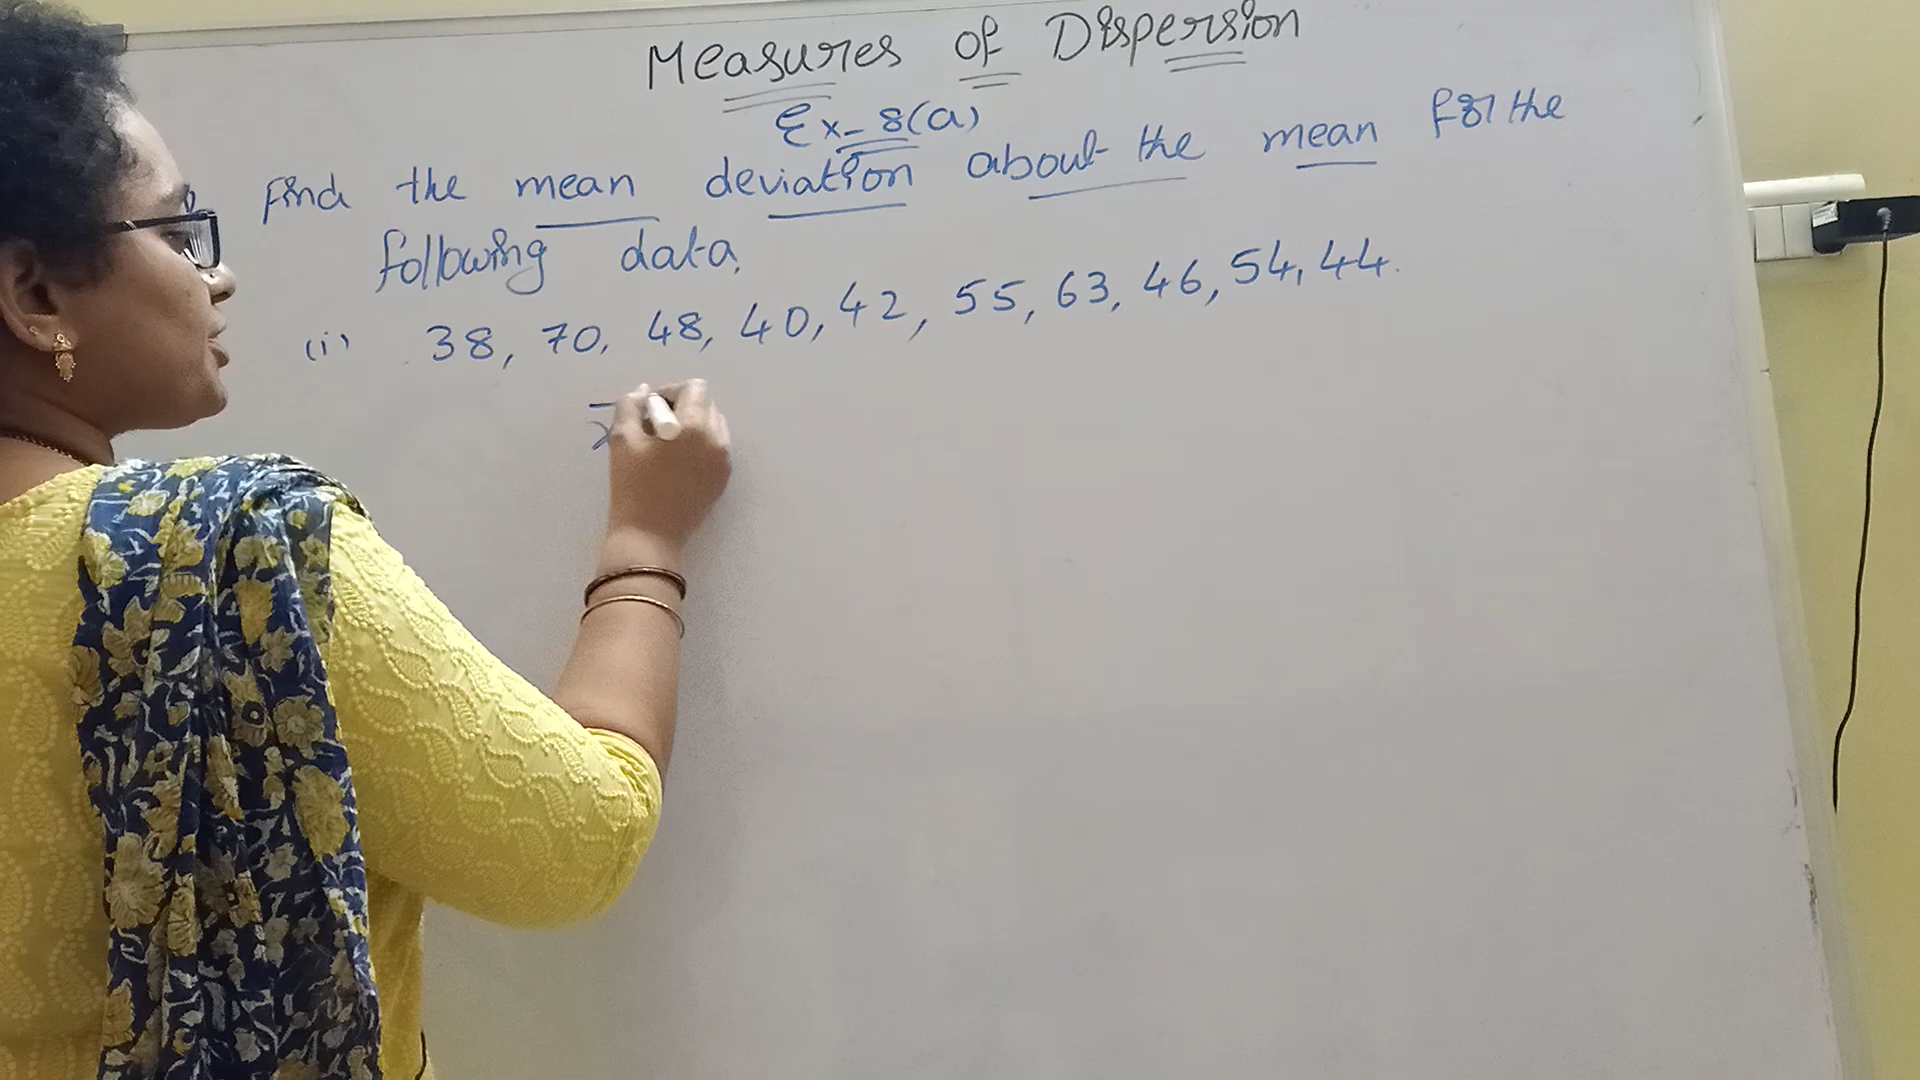 Measures of Dispersion
Ex-8(a)
Find the mean deviation about the mean for the
following data.
(i) 38, 70, 48, 40, 42, 55, 63, 46, 54, 44.
x̄